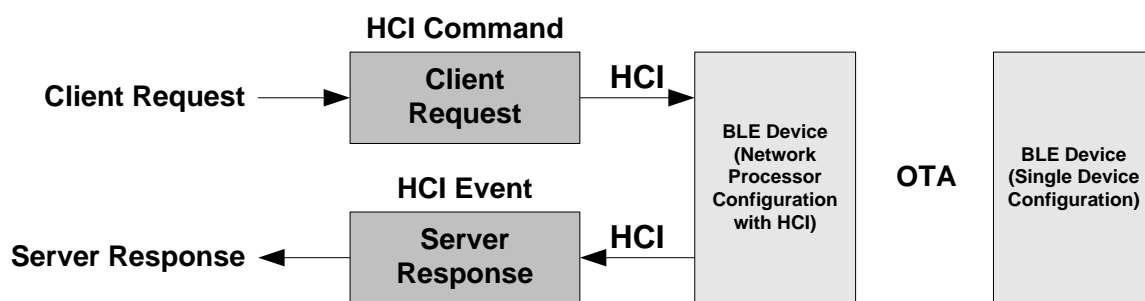 HCI Command
Client Request
Client
Request
HCI
HCI Event
Server Response
Server
Response
HCI
BLE Device
(Network
Processor
Configuration
with HCI)
OTA
BLE Device
(Single Device
Configuration)